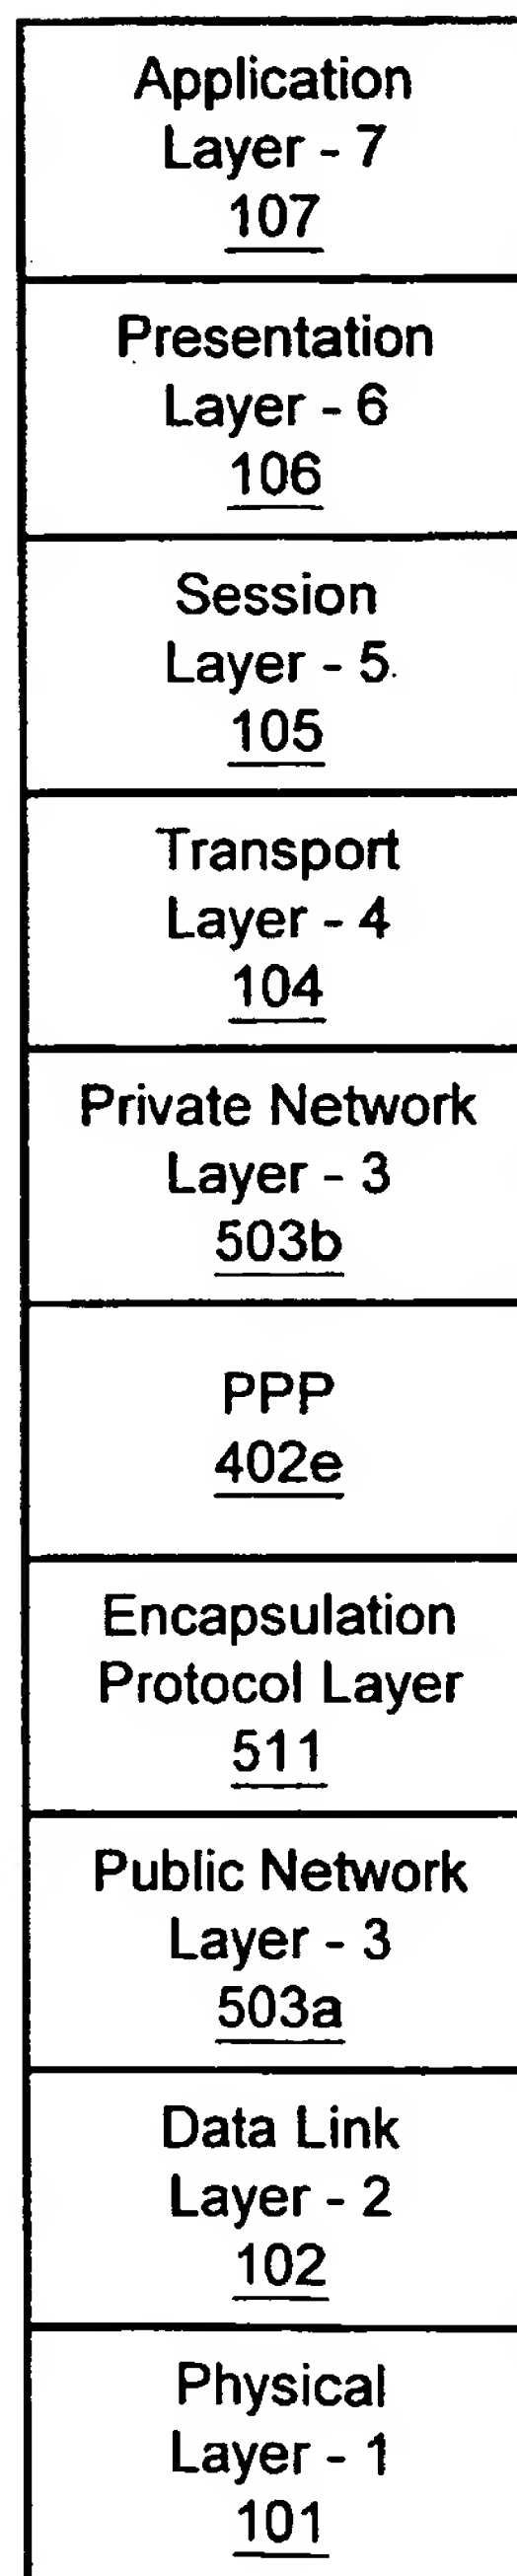 Application
Layer - 7
107
Presentation
Layer - 6
106
Session
Layer - 5
105
Transport
Layer - 4
104
Private Network
Layer - 3
503b
PPP
402e
Encapsulation
Protocol Layer
511
Public Network
Layer - 3
503a
Data Link
Layer - 2
102
Physical
Layer - 1
101